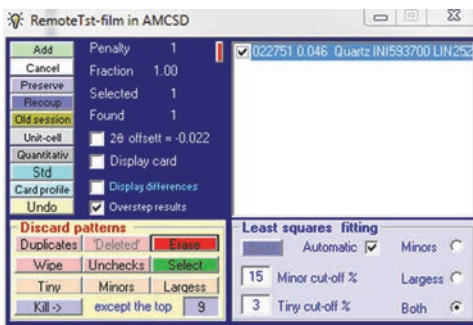 RemoteTst-film in AMCSD
Add
Cancel
Preserve
Recoup
Old session
Unit-cell
Quantitativ
Std
Card profile
Undo
Penalty 1
Fraction 1.00
Selected 1
Found 1
2θ offsett = -0.022
Display card
Display differences
Overstep results
022751 0.046 Quartz INI593700 LIN252
Discard patterns
Duplicates 'Deleted' Erase
Wipe Unchecks Select
Tiny Minors Largess
Kill -> except the top 9
Least squares fitting
Automatic Minors
15 Minor cut-off % Largess
3 Tiny cut-off % Both